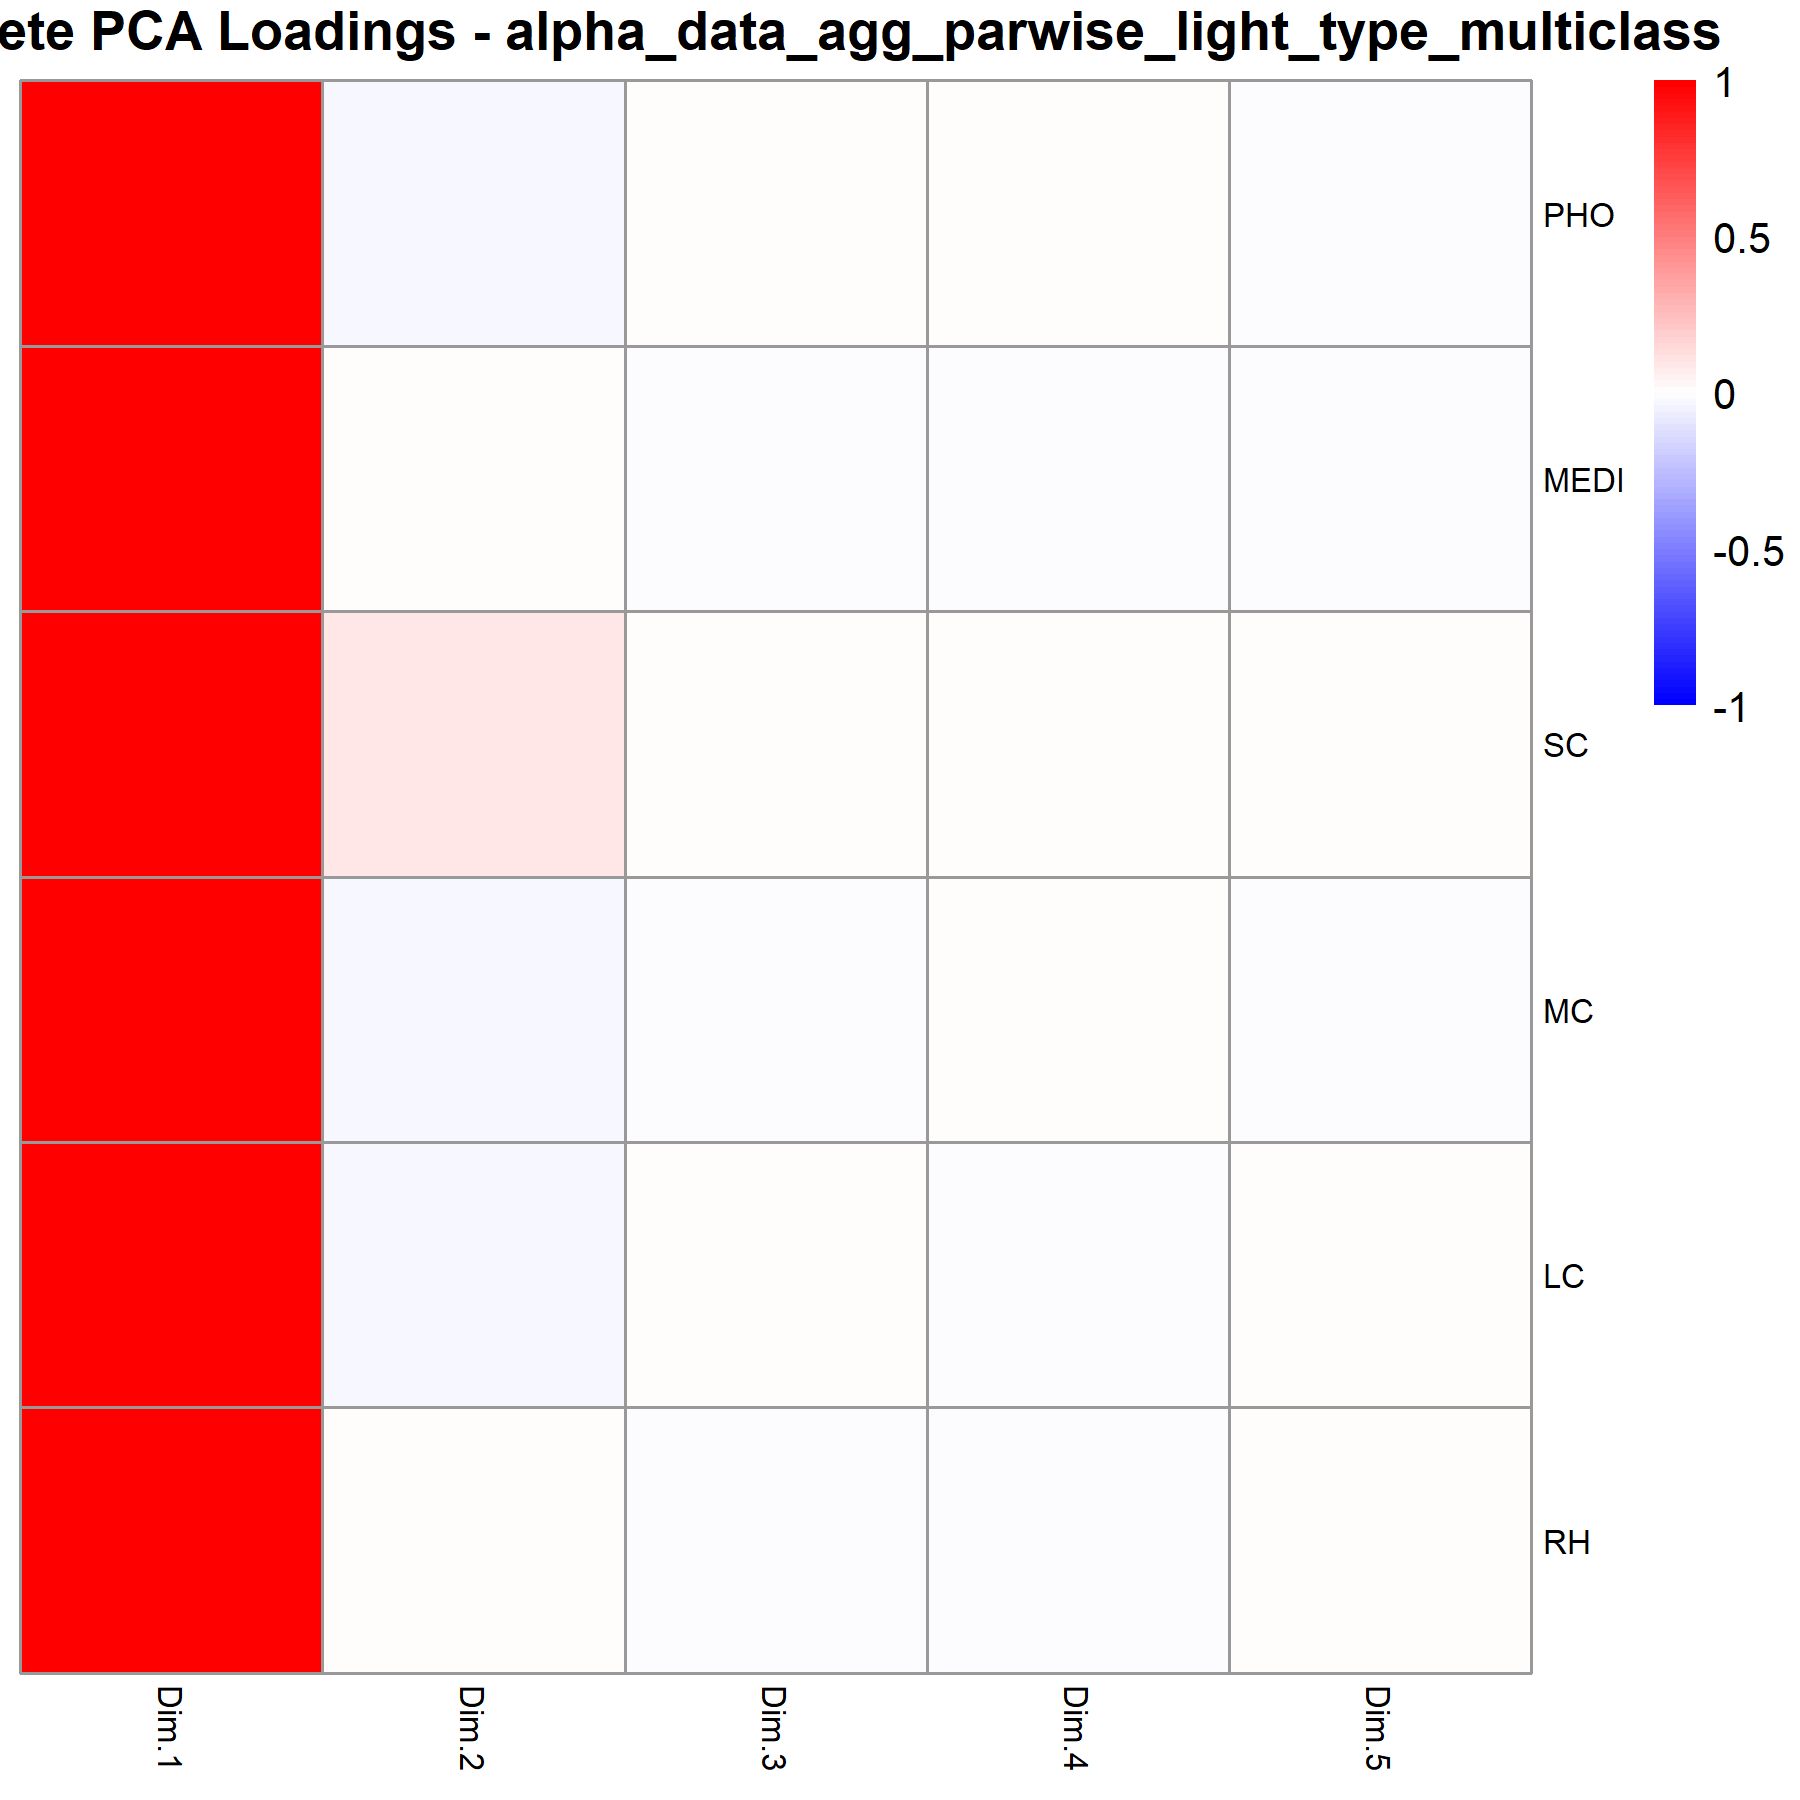 ete PCA Loadings - alpha_data_agg_parwise_light_type_multiclass
1
0.5
0
-0.5
-1
PHO
MEDI
SC
MC
LC
RH
Dim.1
Dim.2
Dim.3
Dim.4
Dim.5